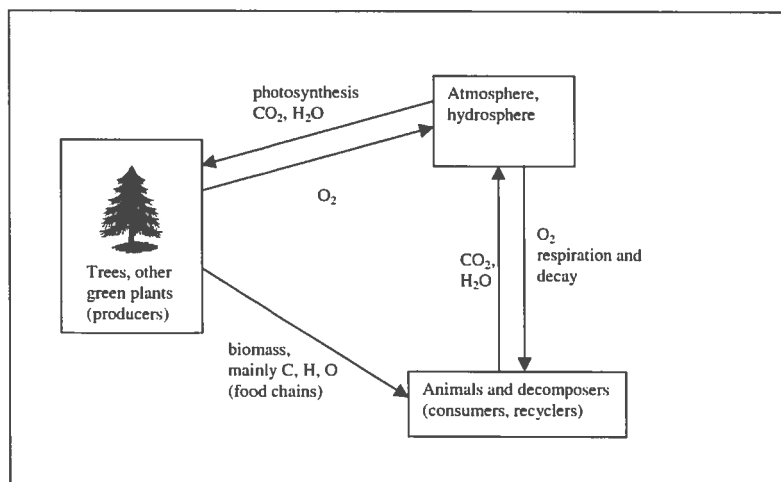 photosynthesis
CO₂, H₂O
Atmosphere,
hydrosphere
O₂
Trees, other
green plants
(producers)
CO₂,
H₂O
O₂
respiration and
decay
biomass,
mainly C, H, O
(food chains)
Animals and decomposers
(consumers, recyclers)